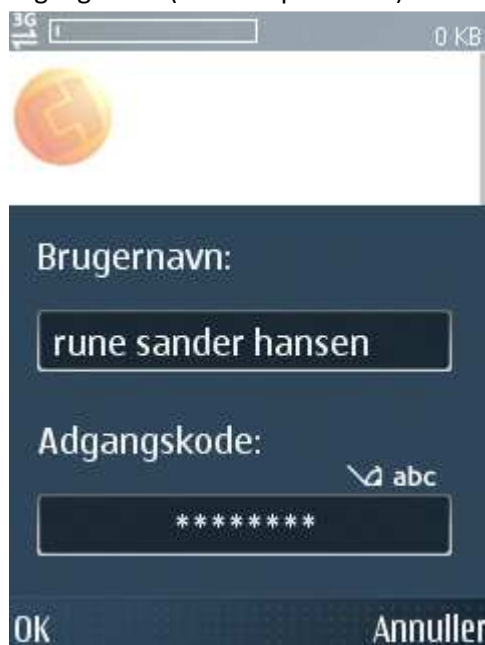 3G 0 KB
Brugernavn:
rune sander hansen
Adgangskode:
abc
********
OK Annuller